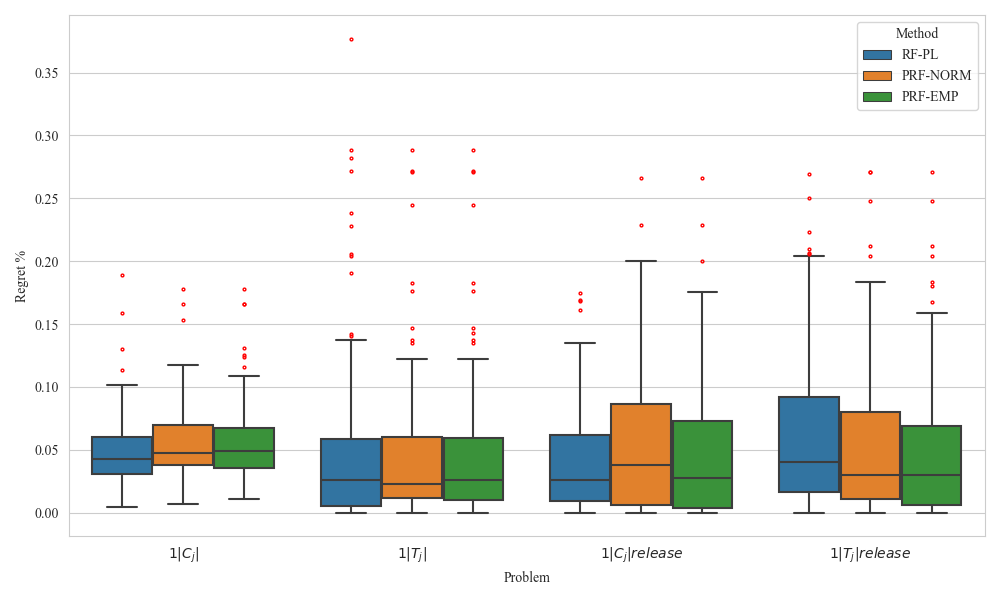 Method
RF-PL
PRF-NORM
PRF-EMP
Regret %
0.35
0.30
0.25
0.20
0.15
0.10
0.05
0.00
1|Cj| 1|Tj| 1|Cj|release 1|Tj|release
Problem